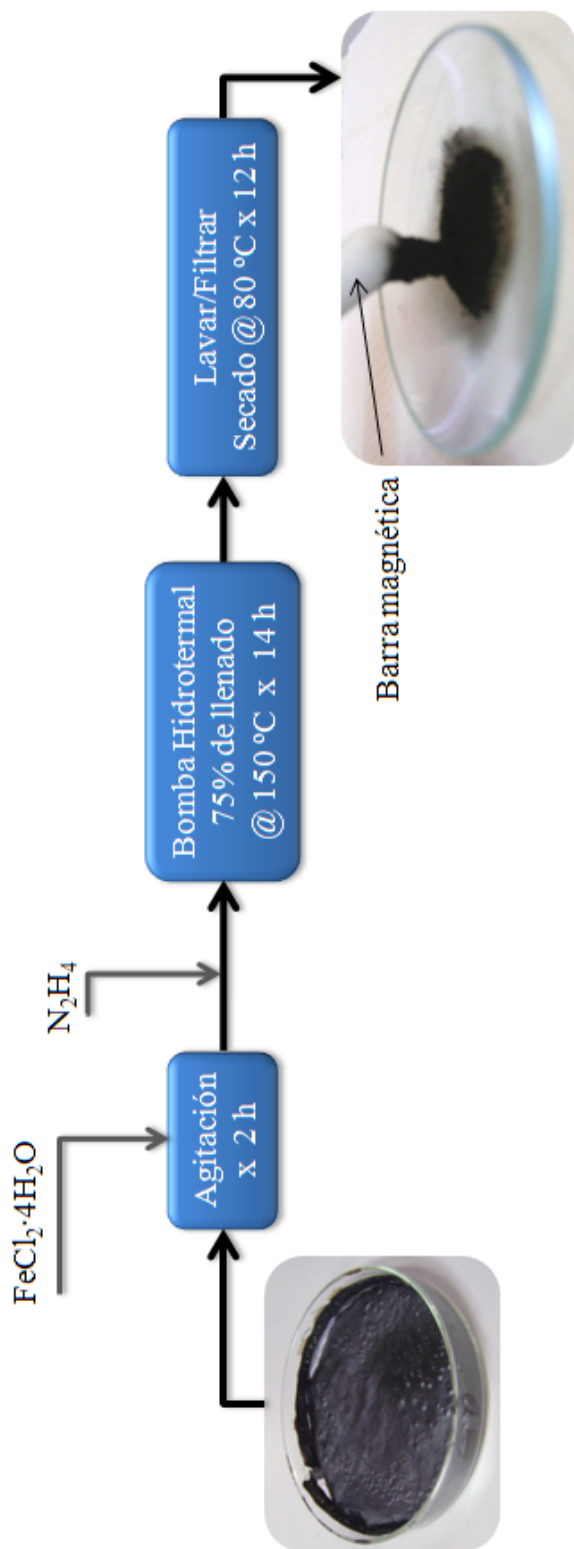 FeCl₂·4H₂O
Agitación
x 2 h
N₂H₄
Bomba Hidrotermal
75% de llenado
@ 150 ºC x 14 h
Lavar/Filtrar
Secado @ 80 ºC x 12 h
Barra magnética